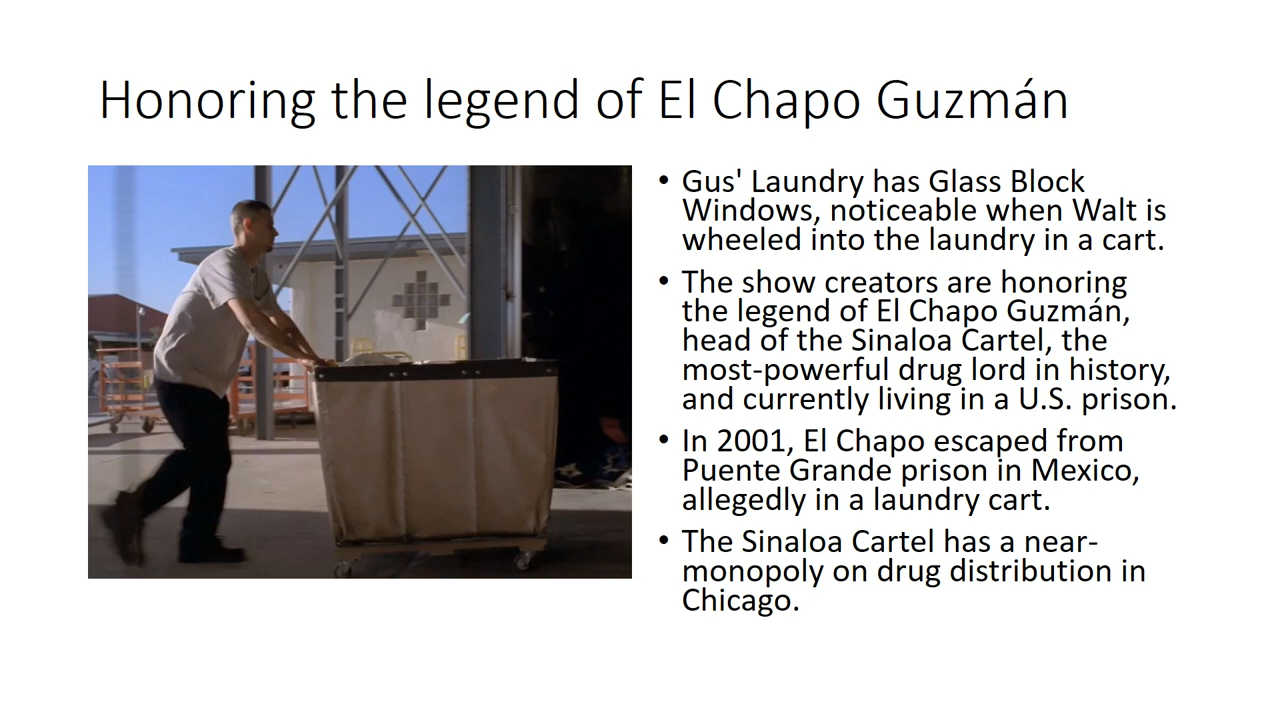 Honoring the legend of El Chapo Guzmán
• Gus' Laundry has Glass Block
Windows, noticeable when Walt is
wheeled into the laundry in a cart.
• The show creators are honoring
the legend of El Chapo Guzmán,
head of the Sinaloa Cartel, the
most-powerful drug lord in history,
and currently living in a U.S. prison.
• In 2001, El Chapo escaped from
Puente Grande prison in Mexico,
allegedly in a laundry cart.
• The Sinaloa Cartel has a near-
monopoly on drug distribution in
Chicago.